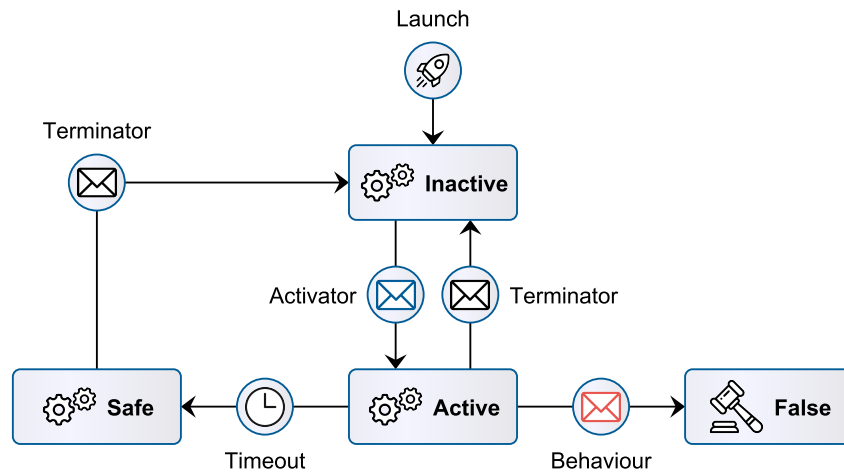 Launch
Terminator
Inactive
Activator
Terminator
Safe
Active
False
Timeout
Behaviour